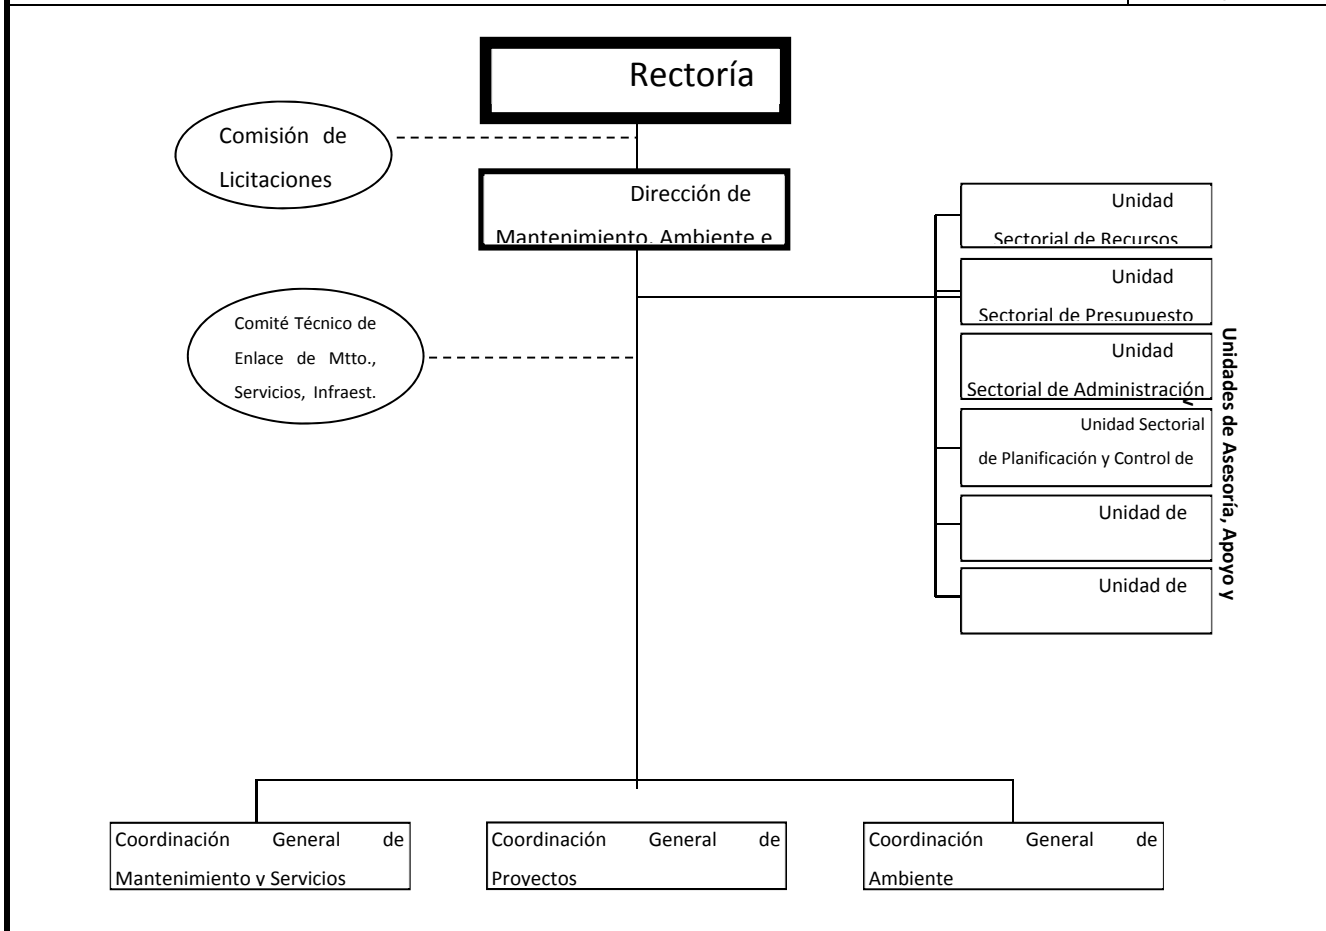 Rectoría
Comisión de
Licitaciones
Dirección de
Mantenimiento, Ambiente e
Unidad
Sectorial de Recursos
Unidad
Sectorial de Presupuesto
Unidad
Sectorial de Administración
Unidad Sectorial
de Planificación y Control de
Unidad de
Unidad de
Unidades de Asesoría, Apoyo y
Comité Técnico de
Enlace de Mtto.,
Servicios, Infraest.
Coordinación General de
Mantenimiento y Servicios
Coordinación General de
Proyectos
Coordinación General de
Ambiente